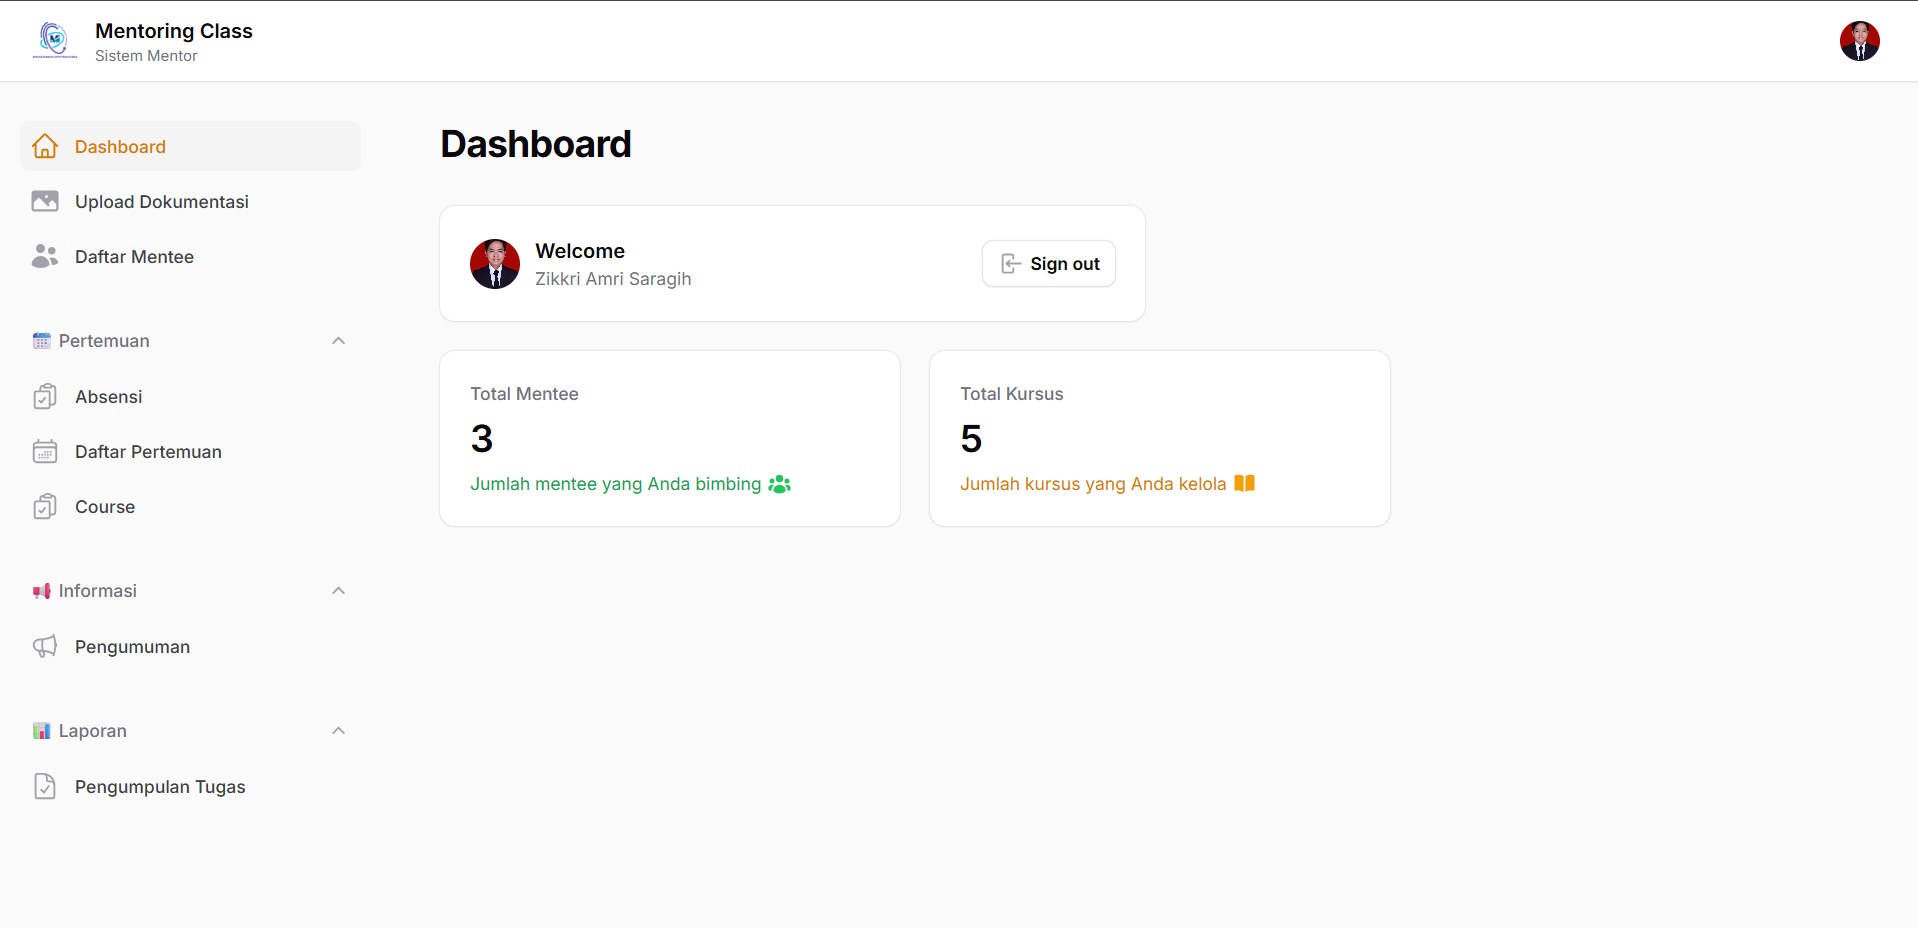 Mentoring Class
Sistem Mentor
Dashboard
Upload Dokumentasi
Daftar Mentee
Pertemuan
Absensi
Daftar Pertemuan
Course
Informasi
Pengumuman
Laporan
Pengumpulan Tugas
Dashboard
Welcome
Zikkri Amri Saragih
Sign out
Total Mentee
3
Jumlah mentee yang Anda bimbing
Total Kursus
5
Jumlah kursus yang Anda kelola